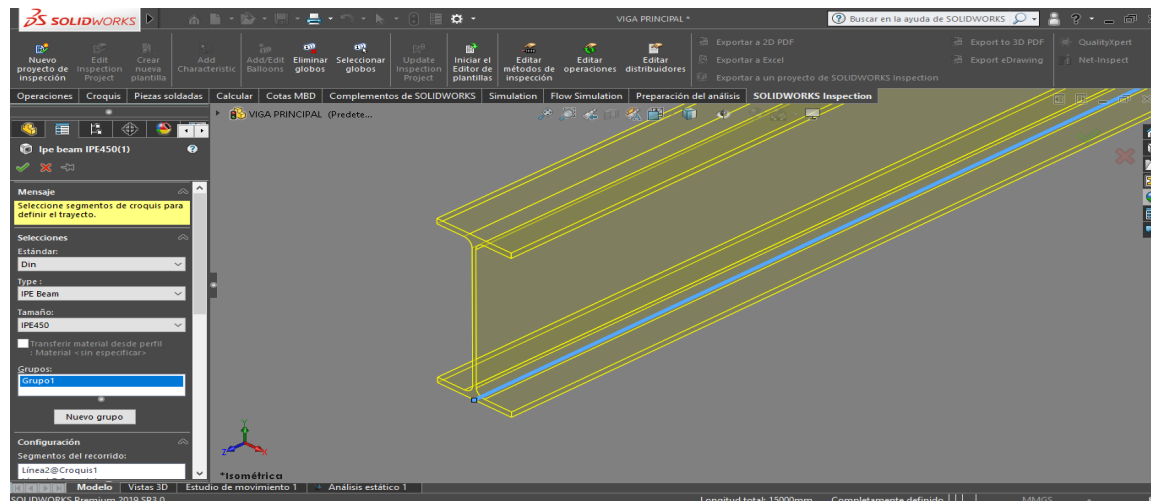 SOLIDWORKS
VIGA PRINCIPAL *
Buscar en la ayuda de SOLIDWORKS
Nuevo proyecto de inspección
Edit Inspection Project
Crear nueva plantilla
Add Characteristic
Add/Edit Balloons
Eliminar globos
Seleccionar globos
Update Inspection Project
Iniciar el Editor de plantillas
Editar métodos de inspección
Editar operaciones
Editar distribuidores
Exportar a 2D PDF
Exportar a Excel
Exportar a un proyecto de SOLIDWORKS Inspection
Export to 3D PDF
Export eDrawing
QualityXpert
Net-Inspect
Operaciones Croquis Piezas soldadas Calcular Cotas MBD Complementos de SOLIDWORKS Simulation Flow Simulation Preparación del análisis SOLIDWORKS Inspection
VIGA PRINCIPAL (Predete...
Ipe beam IPE450(1)
Mensaje
Seleccione segmentos de croquis para
definir el trayecto.
Selecciones
Estándar:
Din
Type :
IPE Beam
Tamaño:
IPE450
Transferir material desde perfil
: Material <sin especificar>
Grupos:
Grupo1
Nuevo grupo
Configuración
Segmentos del recorrido:
Línea2@Croquis1
Y
Z
X
*Isométrica
Modelo Vistas 3D Estudio de movimiento 1 Análisis estático 1
SOLIDWORKS Premium 2019 SP3.0
Longitud total: 15000mm Completamente definido MMGS